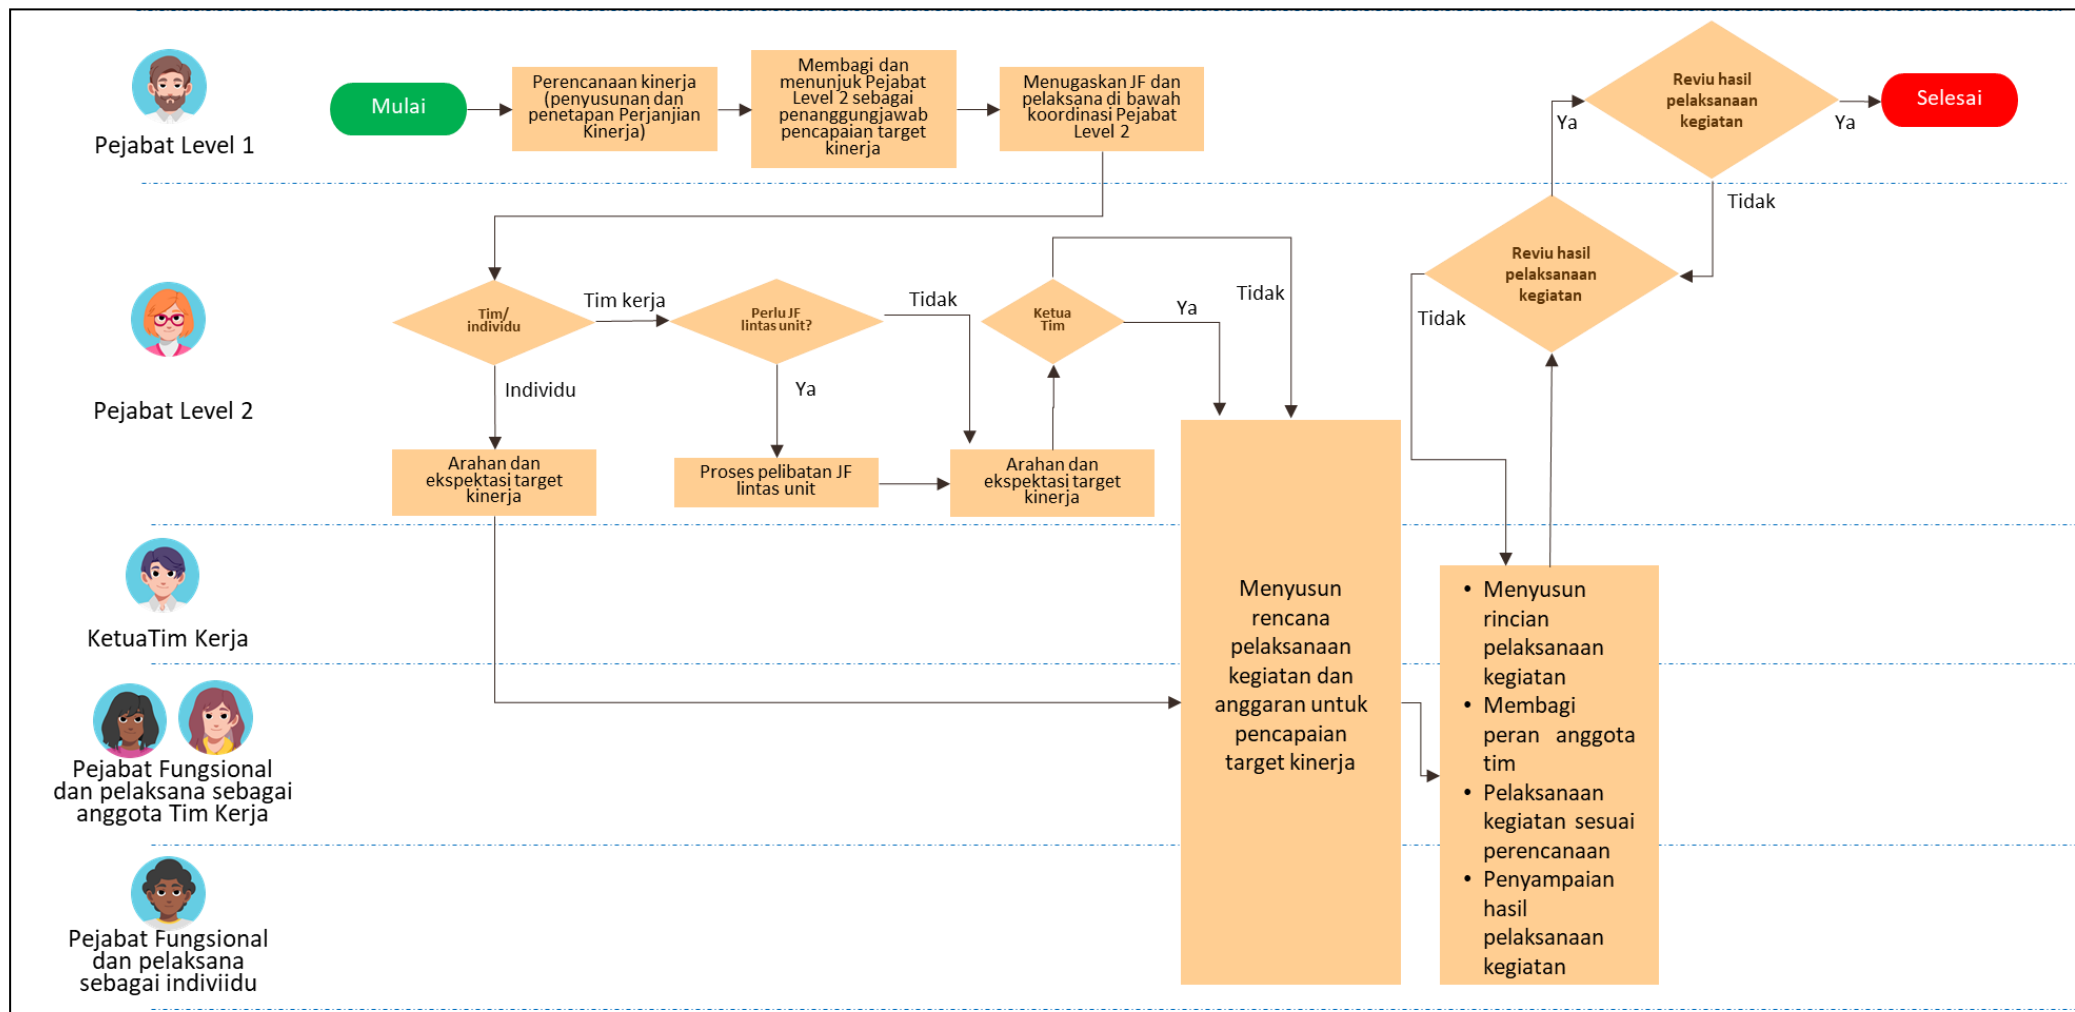 Pejabat Level 1
Mulai
Perencanaan kinerja
(penyusunan dan
penetapan Perjanjian
Kinerja)
Membagi dan
menunjuk Pejabat
Level 2 sebagai
penanggungjawab
pencapaian target
kinerja
Menugaskan JF dan
pelaksana di bawah
koordinasi Pejabat
Level 2
Reviu hasil
pelaksanaan
kegiatan
Ya
Ya
Selesai
Tidak
Pejabat Level 2
Tim/
individu
Tim kerja
Individu
Perlu JF
lintas unit?
Tidak
Ya
Ketua
Tim
Ya
Tidak
Reviu hasil
pelaksanaan
kegiatan
Tidak
Arahan dan
ekspektasi target
kinerja
Proses pelibatan JF
lintas unit
Arahan dan
ekspektasi target
kinerja
KetuaTim Kerja
Pejabat Fungsional
dan pelaksana sebagai
anggota Tim Kerja
Pejabat Fungsional
dan pelaksana
sebagai indiviidu
Menyusun
rencana
pelaksanaan
kegiatan dan
anggaran untuk
pencapaian
target kinerja
• Menyusun
rincian
pelaksanaan
kegiatan
• Membagi
peran anggota
tim
• Pelaksanaan
kegiatan sesuai
perencanaan
• Penyampaian
hasil
pelaksanaan
kegiatan